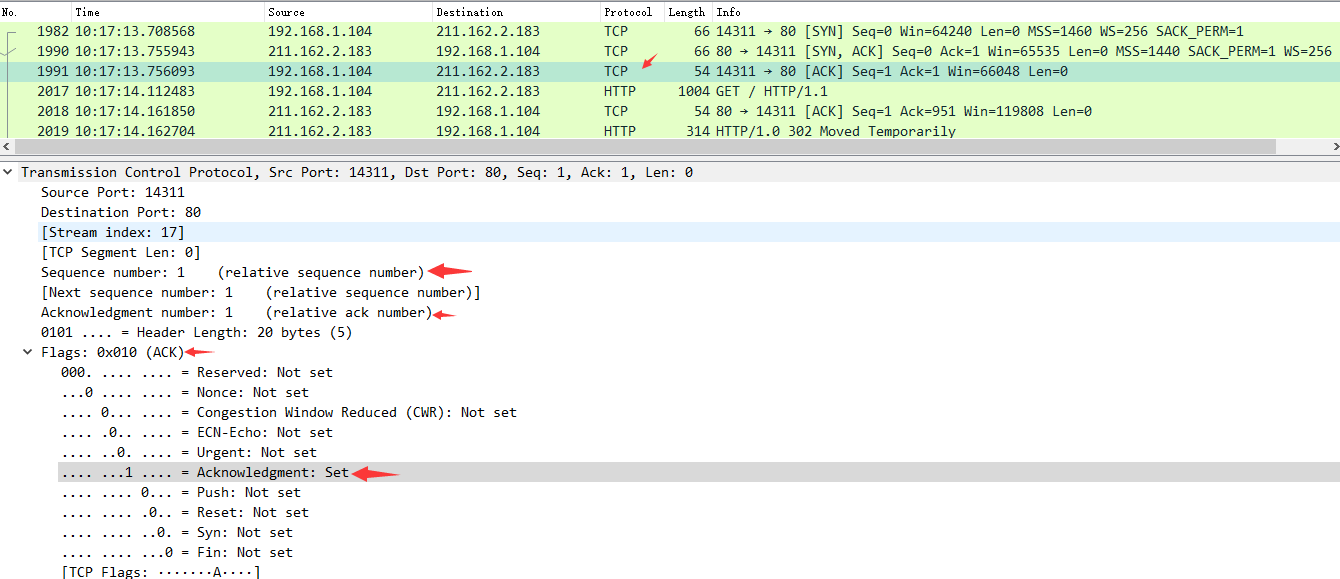 No. Time Source Destination Protocol Length Info
1982 10:17:13.708568 192.168.1.104 211.162.2.183 TCP 66 14311 → 80 [SYN] Seq=0 Win=64240 Len=0 MSS=1460 WS=256 SACK_PERM=1
1990 10:17:13.755943 211.162.2.183 192.168.1.104 TCP 66 80 → 14311 [SYN, ACK] Seq=0 Ack=1 Win=65535 Len=0 MSS=1440 SACK_PERM=1 WS=256
1991 10:17:13.756093 192.168.1.104 211.162.2.183 TCP 54 14311 → 80 [ACK] Seq=1 Ack=1 Win=66048 Len=0
2017 10:17:14.112483 192.168.1.104 211.162.2.183 HTTP 1004 GET / HTTP/1.1
2018 10:17:14.161850 211.162.2.183 192.168.1.104 TCP 54 80 → 14311 [ACK] Seq=1 Ack=951 Win=119808 Len=0
2019 10:17:14.162704 211.162.2.183 192.168.1.104 HTTP 314 HTTP/1.0 302 Moved Temporarily
Transmission Control Protocol, Src Port: 14311, Dst Port: 80, Seq: 1, Ack: 1, Len: 0
Source Port: 14311
Destination Port: 80
[Stream index: 17]
[TCP Segment Len: 0]
Sequence number: 1    (relative sequence number)
[Next sequence number: 1    (relative sequence number)]
Acknowledgment number: 1    (relative ack number)
0101 .... = Header Length: 20 bytes (5)
Flags: 0x010 (ACK)
000. .... .... = Reserved: Not set
...0 .... .... = Nonce: Not set
.... 0... .... = Congestion Window Reduced (CWR): Not set
.... .0.. .... = ECN-Echo: Not set
.... ..0. .... = Urgent: Not set
.... ...1 .... = Acknowledgment: Set
.... .... 0... = Push: Not set
.... .... .0.. = Reset: Not set
.... .... ..0. = Syn: Not set
.... .... ...0 = Fin: Not set
[TCP Flags: ·······A····]